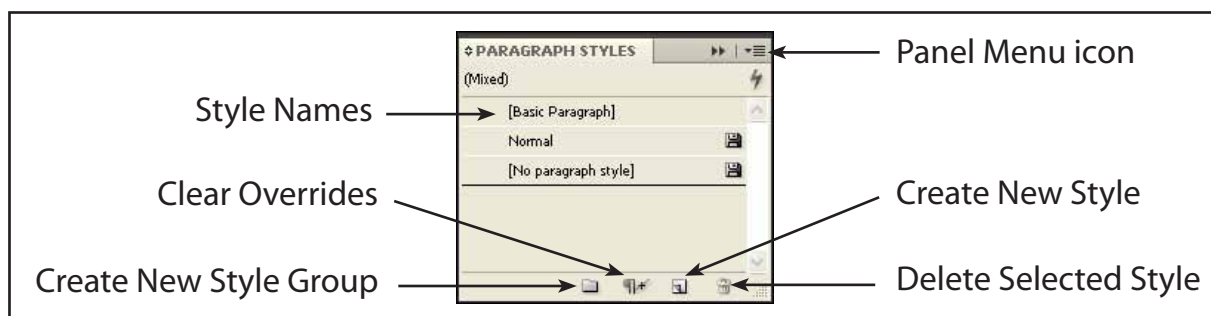 PARAGRAPH STYLES
Panel Menu icon
(Mixed)
Style Names
[Basic Paragraph]
Normal
[No paragraph style]
Clear Overrides
Create New Style
Create New Style Group
Delete Selected Style